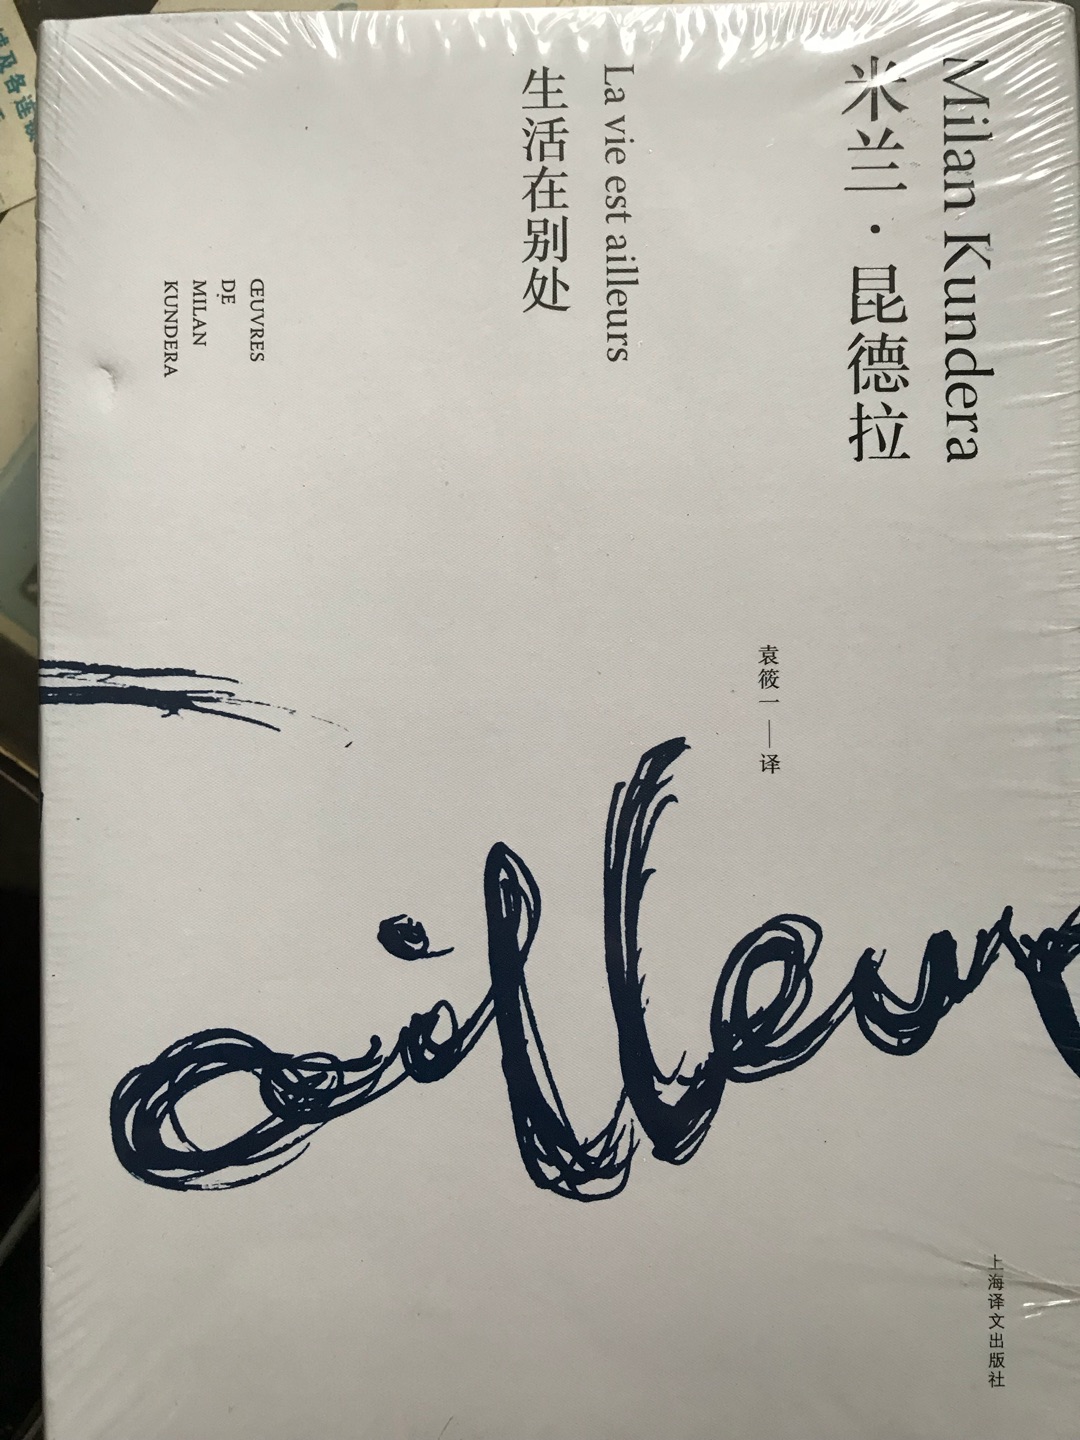 Milan Kundera
米兰·昆德拉
La vie est ailleurs
生活在别处
ŒUVRES
DE
MILAN
KUNDERA
袁筱一——译
ailleurs
上海译文出版社